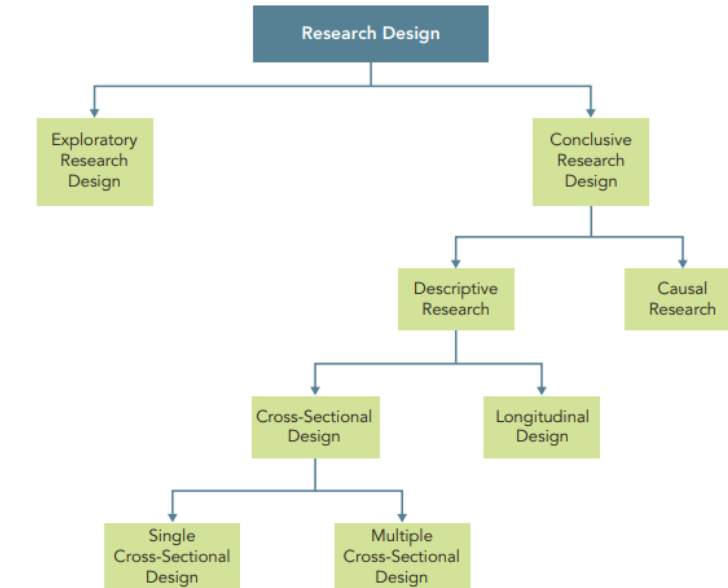 Research Design
Exploratory
Research
Design
Conclusive
Research
Design
Descriptive
Research
Causal
Research
Cross-Sectional
Design
Longitudinal
Design
Single
Cross-Sectional
Design
Multiple
Cross-Sectional
Design